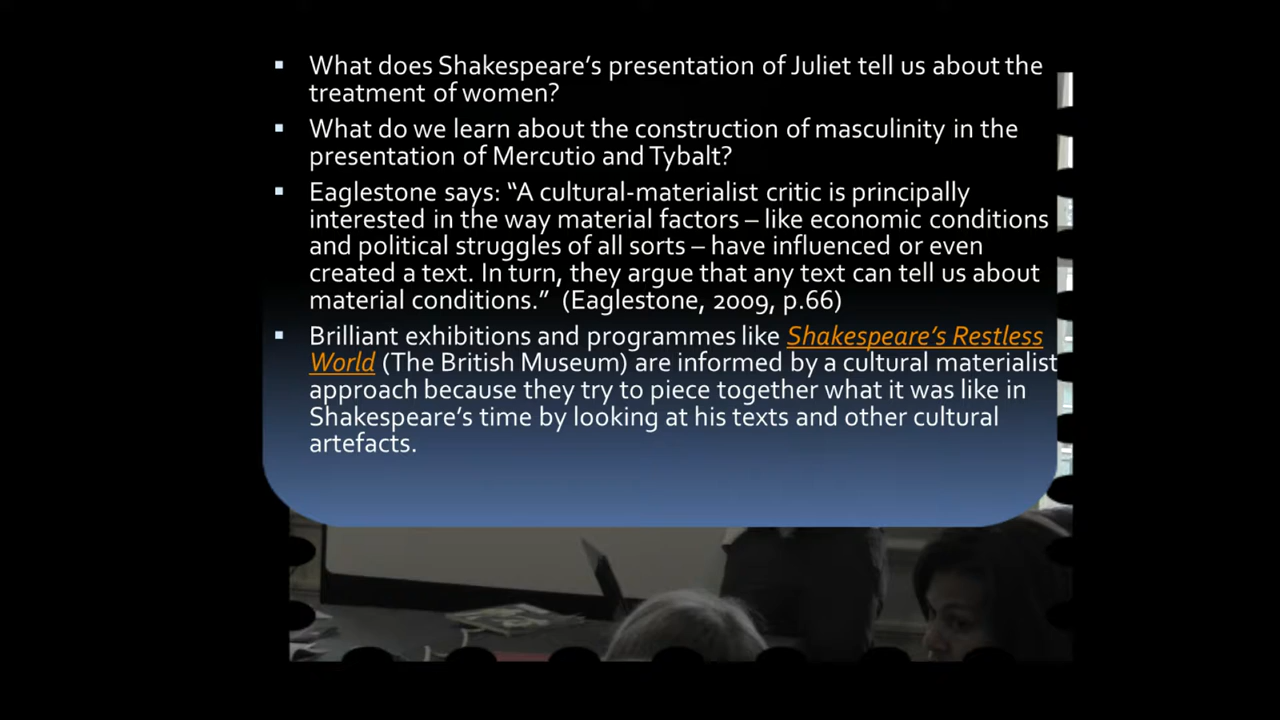 What does Shakespeare's presentation of Juliet tell us about the
treatment of women?
What do we learn about the construction of masculinity in the
presentation of Mercutio and Tybalt?
Eaglestone says: “A cultural-materialist critic is principally
interested in the way material factors – like economic conditions
and political struggles of all sorts – have influenced or even
created a text. In turn, they argue that any text can tell us about
material conditions.” (Eaglestone, 2009, p.66)
Brilliant exhibitions and programmes like Shakespeare's Restless
World (The British Museum) are informed by a cultural materialist
approach because they try to piece together what it was like in
Shakespeare's time by looking at his texts and other cultural
artefacts.